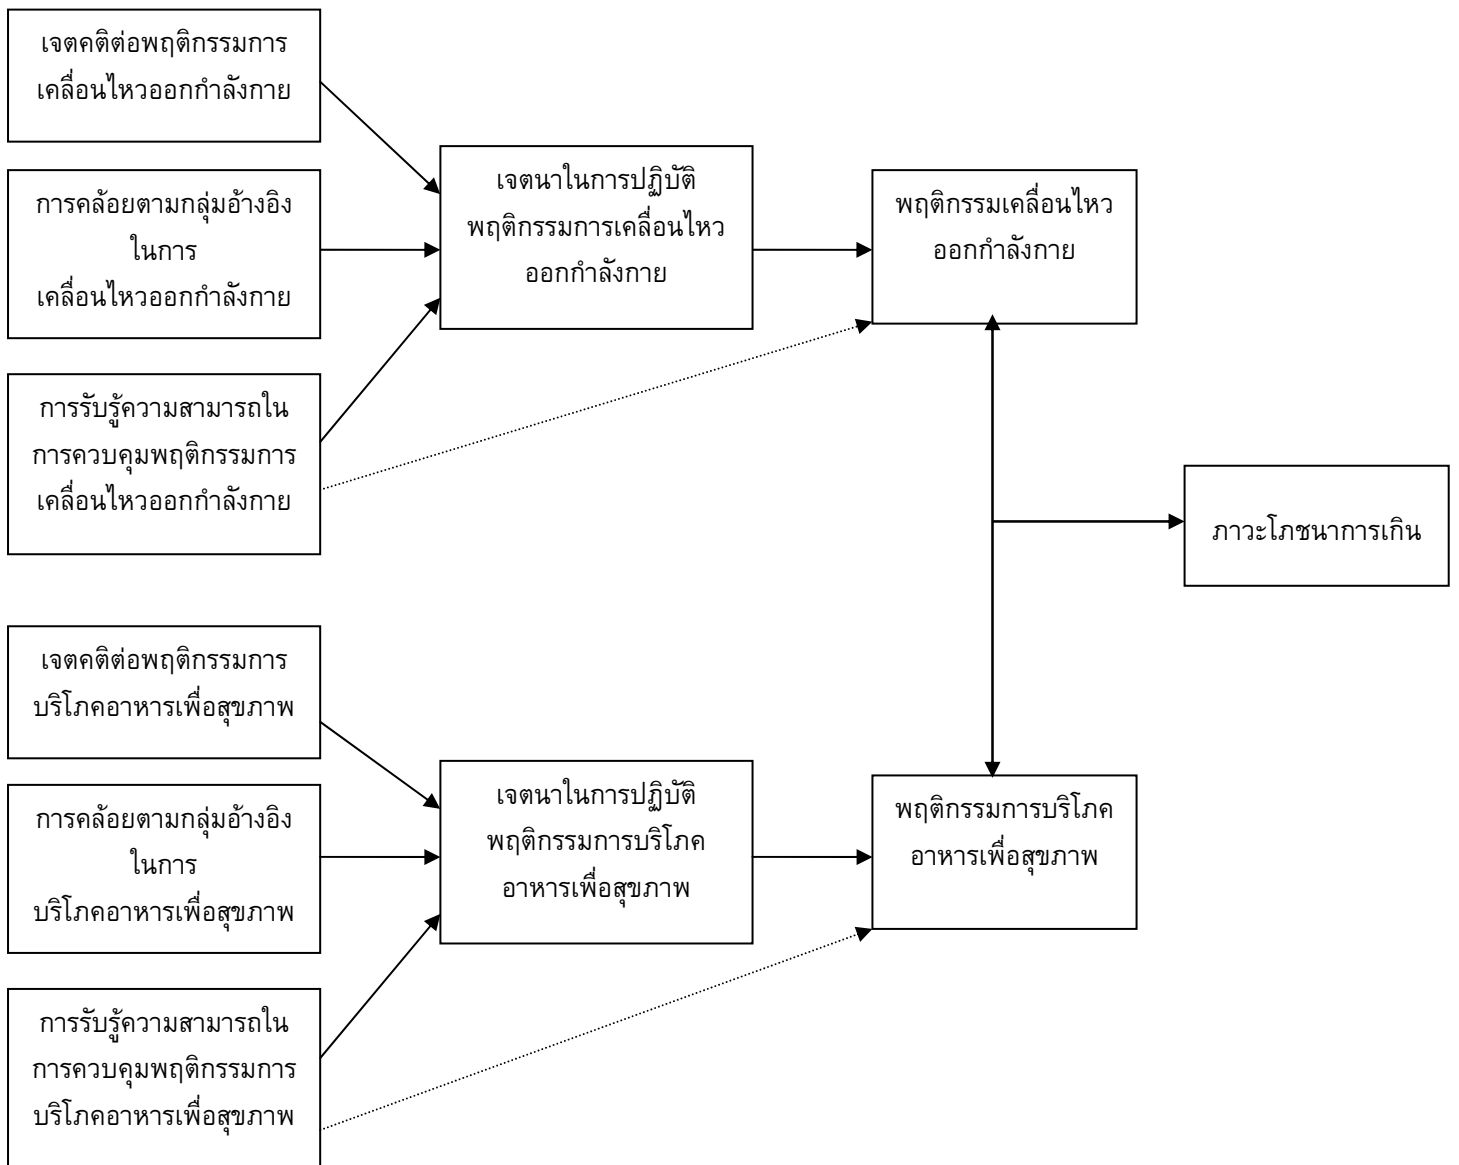 เจตคติต่อพฤติกรรมการ
เคลื่อนไหวออกกำลังกาย
การคล้อยตามกลุ่มอ้างอิง
ในการ
เคลื่อนไหวออกกำลังกาย
การรับรู้ความสามารถใน
การควบคุมพฤติกรรมการ
เคลื่อนไหวออกกำลังกาย
เจตนาในการปฏิบัติ
พฤติกรรมการเคลื่อนไหว
ออกกำลังกาย
พฤติกรรมเคลื่อนไหว
ออกกำลังกาย
ภาวะโภชนาการเกิน
เจตคติต่อพฤติกรรมการ
บริโภคอาหารเพื่อสุขภาพ
การคล้อยตามกลุ่มอ้างอิง
ในการ
บริโภคอาหารเพื่อสุขภาพ
การรับรู้ความสามารถใน
การควบคุมพฤติกรรมการ
บริโภคอาหารเพื่อสุขภาพ
เจตนาในการปฏิบัติ
พฤติกรรมการบริโภค
อาหารเพื่อสุขภาพ
พฤติกรรมการบริโภค
อาหารเพื่อสุขภาพ